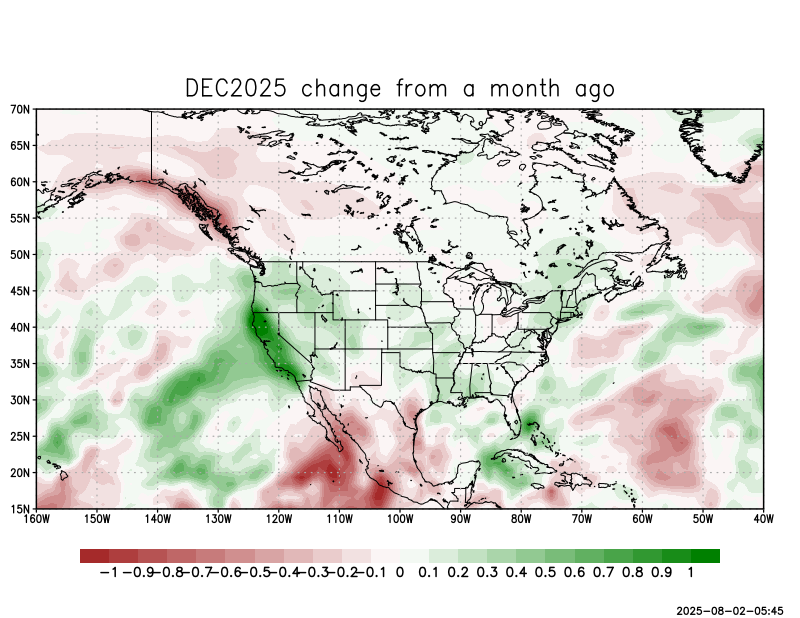 DEC2025 change from a month ago
70N
65N
60N
55N
50N
45N
40N
35N
30N
25N
20N
15N
160W 150W 140W 130W 120W 110W 100W 90W 80W 70W 60W 50W 40W
-1 -0.9 -0.8 -0.7 -0.6 -0.5 -0.4 -0.3 -0.2 -0.1 0 0.1 0.2 0.3 0.4 0.5 0.6 0.7 0.8 0.9 1
2025-08-02-05:45